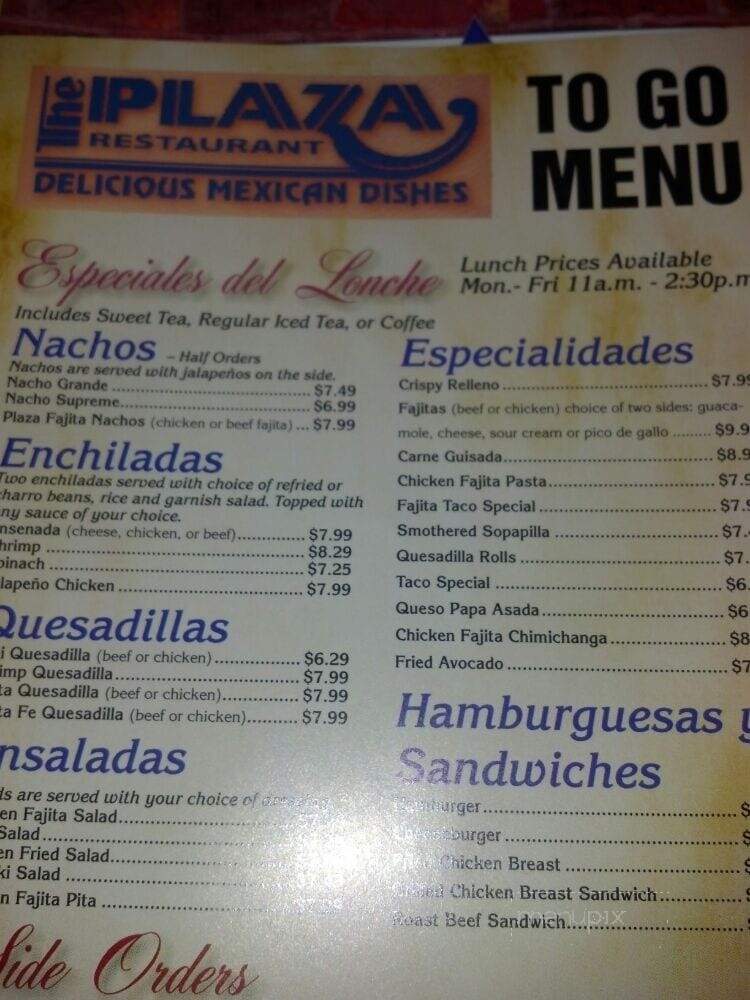 The PLAZA
RESTAURANT
DELICIOUS MEXICAN DISHES
TO GO
MENU
Especiales del Lonche
Lunch Prices Available
Mon.- Fri 11a.m. - 2:30p.m
Includes Sweet Tea, Regular Iced Tea, or Coffee
Nachos – Half Orders
Nachos are served with jalapeños on the side.
Nacho Grande ........ $7.49
Nacho Supreme........ $6.99
Plaza Fajita Nachos (chicken or beef fajita) ... $7.99
Enchiladas
Two enchiladas served with choice of refried or
charro beans, rice and garnish salad. Topped with
ny sauce of your choice.
nsenada (cheese, chicken, or beef)........ $7.99
hrimp ........ $8.29
pinach ........ $7.25
lapeño Chicken ........ $7.99
Quesadillas
i Quesadilla (beef or chicken)........ $6.29
imp Quesadilla........ $7.99
ta Quesadilla (beef or chicken)........ $7.99
ta Fe Quesadilla (beef or chicken)........ $7.99
nsaladas
ds are served with your choice of dressing
en Fajita Salad........
Salad........
en Fried Salad........
ki Salad ........
n Fajita Pita ........
Side Orders
Especialidades
Crispy Relleno ........ $7.99
Fajitas (beef or chicken) choice of two sides: guaca-
mole, cheese, sour cream or pico de gallo ........ $9.9
Carne Guisada........ $8.9
Chicken Fajita Pasta........ $7.9
Fajita Taco Special ........ $7.9
Smothered Sopapilla ........ $7.
Quesadilla Rolls ........ $7.
Taco Special ........ $6.
Queso Papa Asada........ $6
Chicken Fajita Chimichanga ........ $8
Fried Avocado ........ $7
Hamburguesas y
Sandwiches
Hamburger........ $
burger ........ $
Chicken Breast ........ $
Chicken Breast Sandwich........ $
Roast Beef Sandwich........ $
menupix